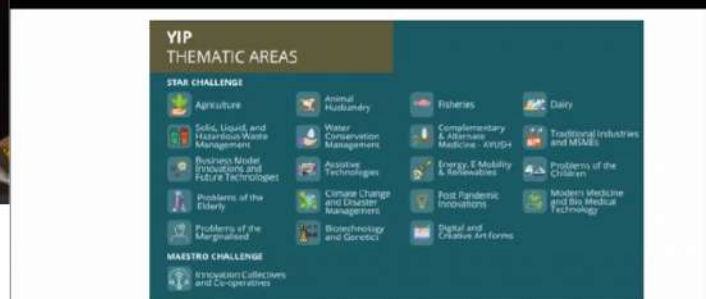 YIP
THEMATIC AREAS
STAR CHALLENGE
Agriculture
Animal
Husbandry
Fisheries
Dairy
Solid, Liquid, and
Hazardous Waste
Management
Water
Conservation
Management
Complementary
& Alternate
Medicine - AYUSH
Traditional Industries
and MSMEs
Business Model
Innovations and
Future Technologies
Assistive
Technologies
Energy, E Mobility
& Renewables
Problems of the
Children
Problems of the
Elderly
Climate Change
and Disaster
Management
Post Pandemic
Innovations
Modern Medicine
and Bio Medical
Technology
Problems of the
Marginalised
Biotechnology
and Genetics
Digital and
Creative Art forms
MAESTRO CHALLENGE
Innovation Collectives
and Co-operatives